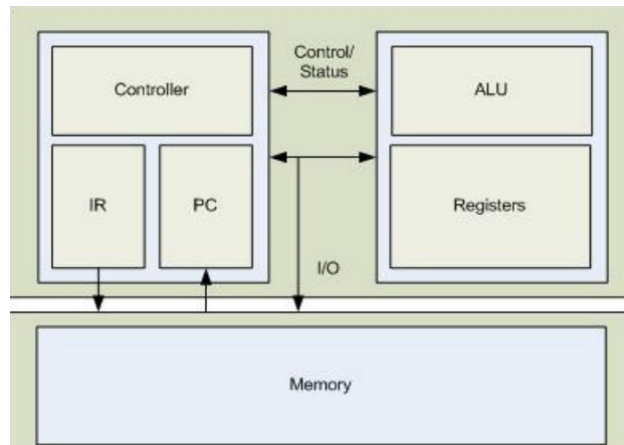 Control/
Status
Controller
ALU
IR
PC
Registers
I/O
Memory